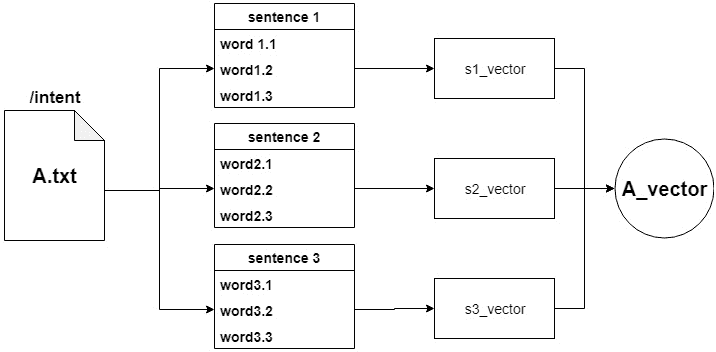 /intent
A.txt
sentence 1
word 1.1
word1.2
word1.3
sentence 2
word2.1
word2.2
word2.3
sentence 3
word3.1
word3.2
word3.3
s1_vector
s2_vector
s3_vector
A_vector